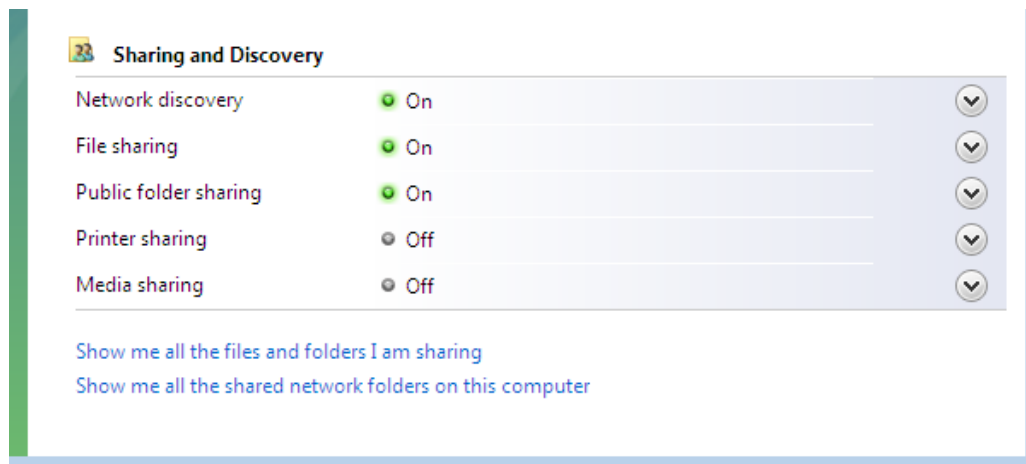 Sharing and Discovery
Network discovery On
File sharing On
Public folder sharing On
Printer sharing Off
Media sharing Off
Show me all the files and folders I am sharing
Show me all the shared network folders on this computer